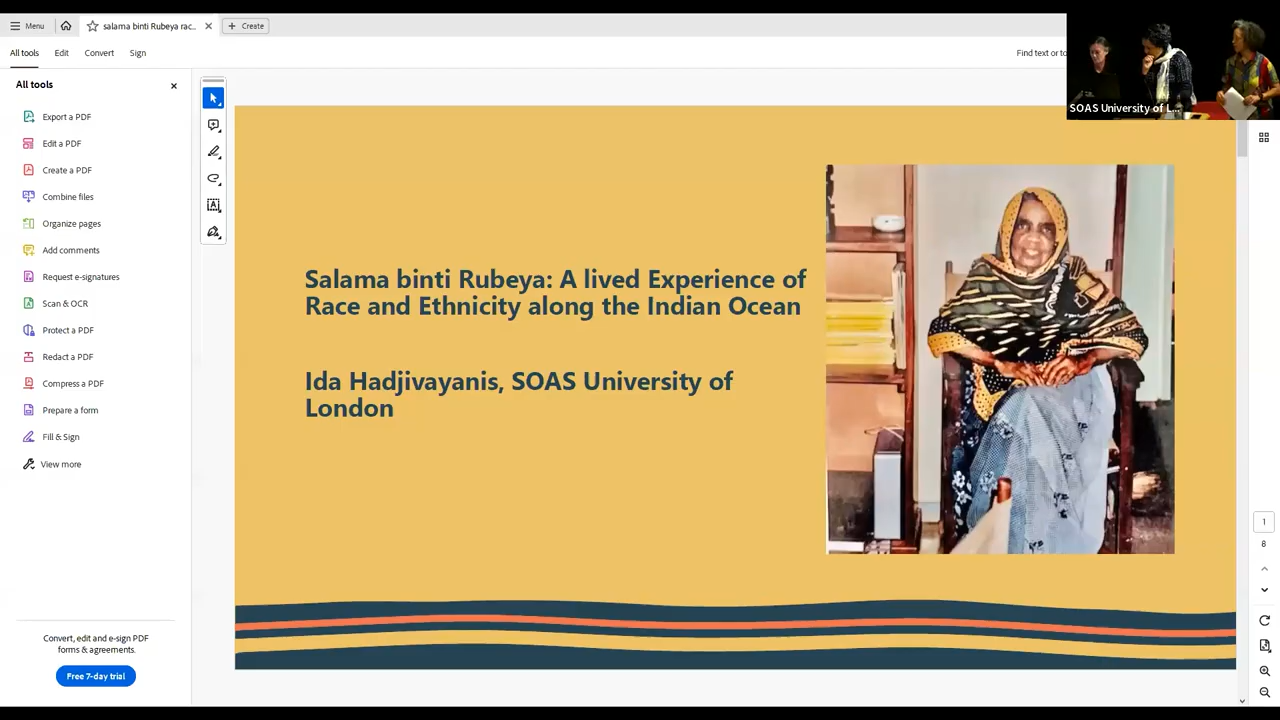 Menu
salama binti Rubeya rac...
Create
All tools
Edit
Convert
Sign
Find text or to
SOAS University of L...
All tools
Export a PDF
Edit a PDF
Create a PDF
Combine files
Organize pages
Add comments
Request e-signatures
Scan & OCR
Protect a PDF
Redact a PDF
Compress a PDF
Prepare a form
Fill & Sign
View more
Convert, edit and e-sign PDF
forms & agreements.
Free 7-day trial
Salama binti Rubeya: A lived Experience of
Race and Ethnicity along the Indian Ocean
Ida Hadjivayanis, SOAS University of
London
1
8